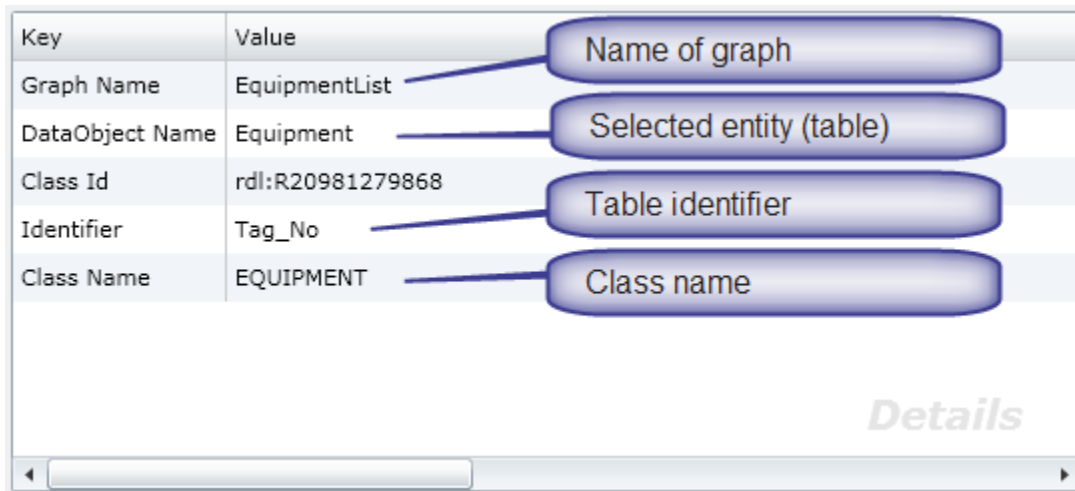 Key Value
Name of graph
Graph Name EquipmentList
DataObject Name Equipment
Selected entity (table)
Class Id rdl:R20981279868
Table identifier
Identifier Tag_No
Class Name EQUIPMENT
Class name
Details